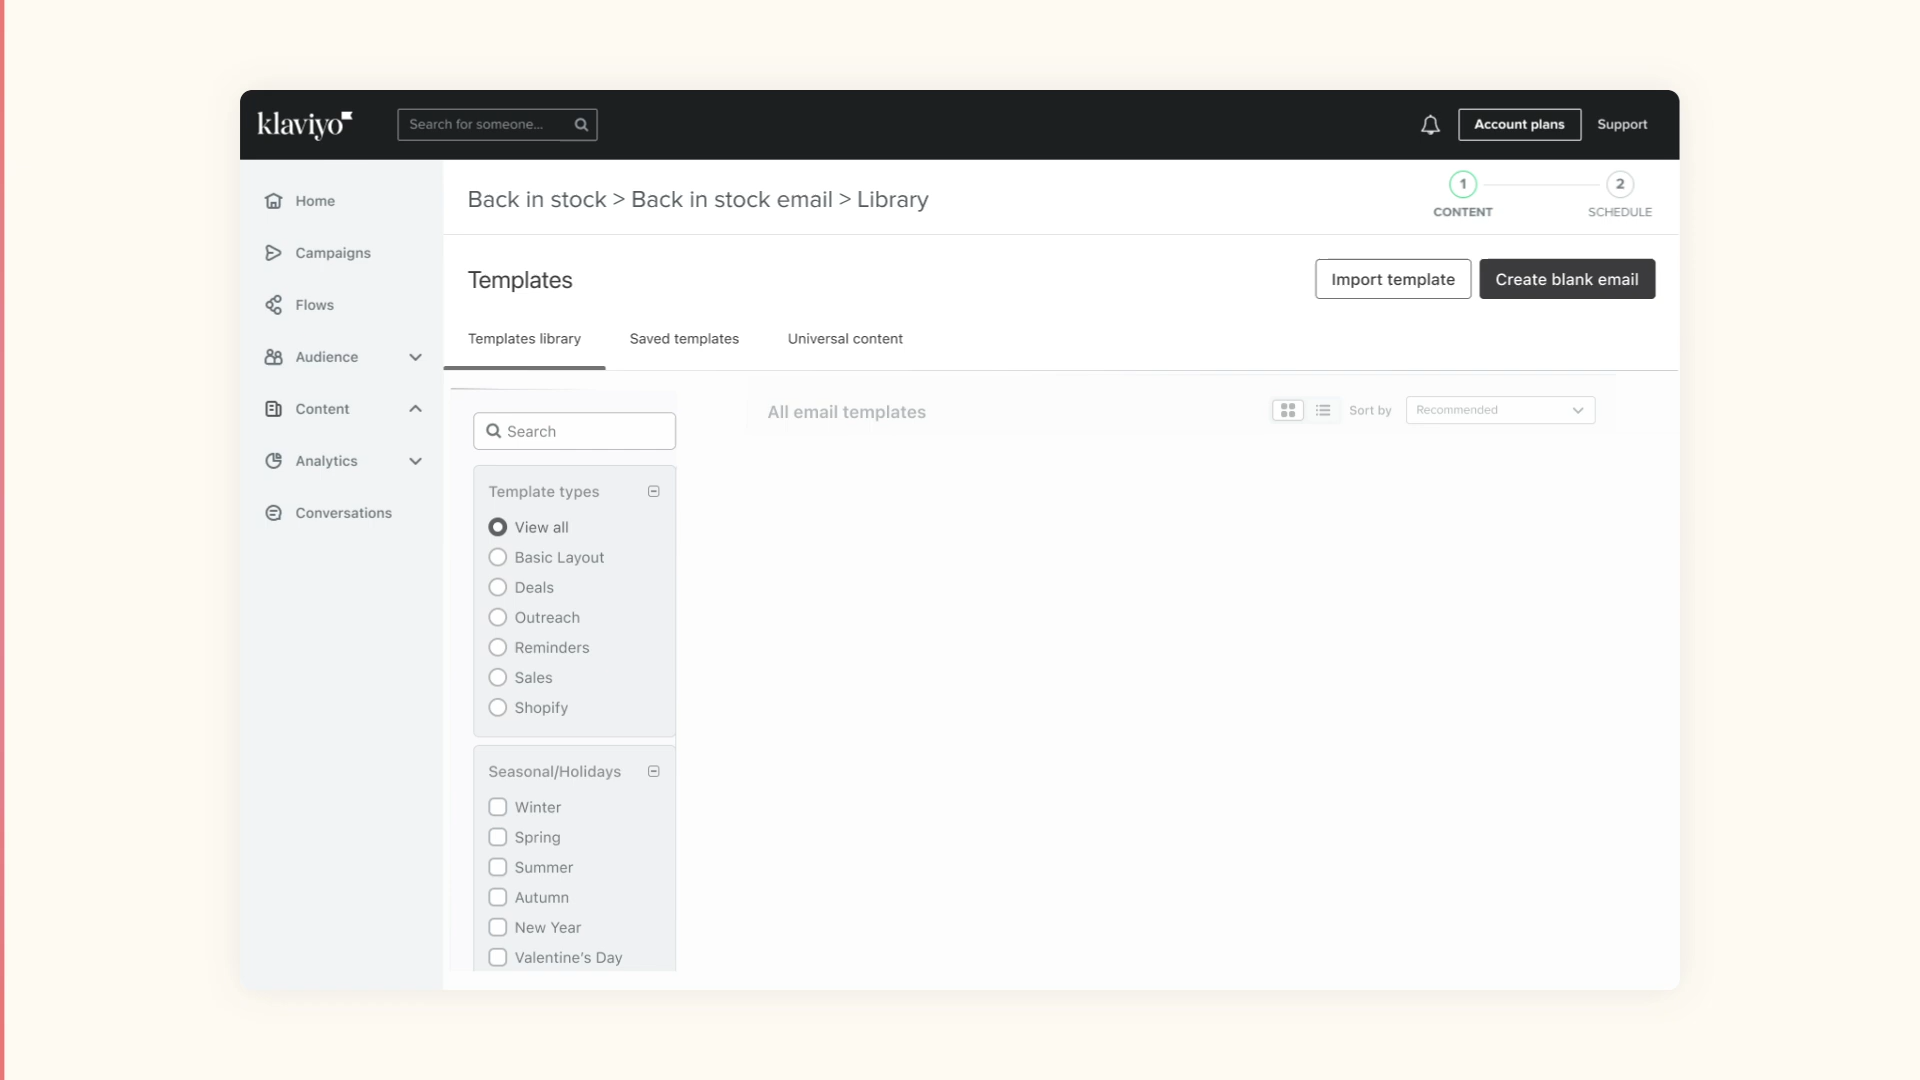 klaviyo
Search for someone...
Account plans
Support
Home
Campaigns
Flows
Audience
Content
Analytics
Conversations
Back in stock > Back in stock email > Library
1
CONTENT
2
SCHEDULE
Templates
Import template
Create blank email
Templates library
Saved templates
Universal content
Search
All email templates
Sort by
Recommended
Template types
View all
Basic Layout
Deals
Outreach
Reminders
Sales
Shopify
Seasonal/Holidays
Winter
Spring
Summer
Autumn
New Year
Valentine's Day